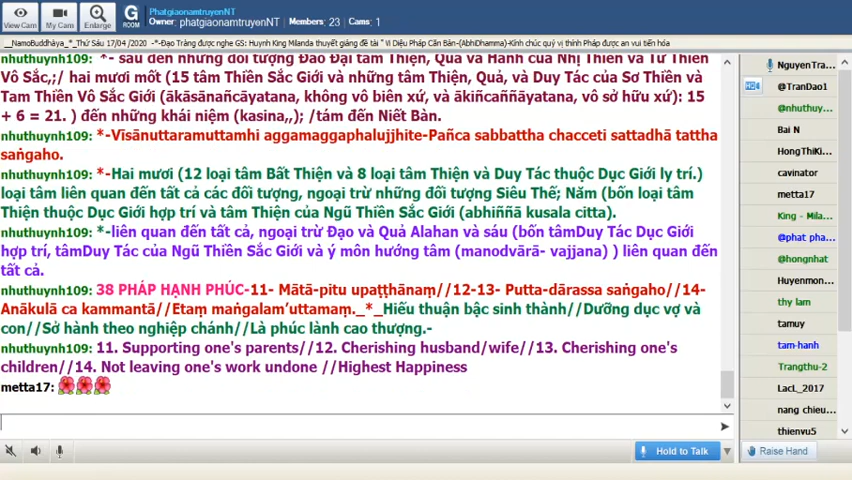 View Cam
My Cam
Enlarge
G
ROOM
PhatgiaonamtruyenNT
Owner: phatgiaonamtruyenNT
Members: 23
Cams: 1
__NamoBuddhàya_*_Thứ Sáu 17/04 /2020 -*-Đạo Tràng được nghe GS: Huynh King Milanda thuyết giảng đề tài " Vi Diệu Pháp Căn Bản-(AbhiDhamma)-Kính chúc quý vị thính Pháp được an vui tiến hóa
nhuthuynh109: *- sáu đến những đối tượng Đáo Đại tâm Thiện, Quả và Hành của Nhị Thiền và Tứ Thiền
Vô Sắc,;/ hai mươi mốt (15 tâm Thiền Sắc Giới và những tâm Thiện, Quả, và Duy Tác của Sơ Thiền và
Tam Thiền Vô Sắc Giới (ākāsānañcāyatana, không vô biên xứ, và ākiñcaññāyatana, vô sở hữu xứ): 15
+ 6 = 21. ) đến những khái niệm (kasina,,); /tám đến Niết Bàn.
nhuthuynh109: *-Vīsānuttaramuttamhi aggamaggaphalujjhite-Pañca sabbattha chacceti sattadhā tattha
saṅgaho.
nhuthuynh109: *-Hai mươi (12 loại tâm Bất Thiện và 8 loại tâm Thiện và Duy Tác thuộc Dục Giới ly trí.)
loại tâm liên quan đến tất cả các đối tượng, ngoại trừ những đối tượng Siêu Thế; Năm (bốn loại tâm
Thiện thuộc Dục Giới hợp trí và tâm Thiện của Ngũ Thiền Sắc Giới (abhiññā kusala citta).
nhuthuynh109: *-liên quan đến tất cả, ngoại trừ Đạo và Quả Alahan và sáu (bốn tâmDuy Tác Dục Giới
hợp trí, tâmDuy Tác của Ngũ Thiền Sắc Giới và ý môn hướng tâm (manodvārā- vajjana) ) liên quan đến
tất cả.
nhuthuynh109: 38 PHÁP HẠNH PHÚC-11- Mātā-pitu upaṭṭhānaṃ//12-13- Putta-dārassa saṅgaho//14-
Anākulā ca kammantā//Etaṃ maṅgalam’uttamaṃ._*_Hiếu thuận bậc sinh thành//Dưỡng dục vợ và
con//Sở hành theo nghiệp chánh//Là phúc lành cao thượng.-
nhuthuynh109: 11. Supporting one's parents//12. Cherishing husband/wife//13. Cherishing one's
children//14. Not leaving one's work undone //Highest Happiness
metta17:
Hold to Talk
NguyenTra...
@TranDao1
@nhuthuy...
Bai N
HongThiKi...
cavinator
metta17
King - Mila...
@phat pha...
@hongnhat
Huyenmon...
thy lam
tamuy
tam-hanh
Trangthu-2
LacL_2017
nang chieu...
thienvu5
Raise Hand